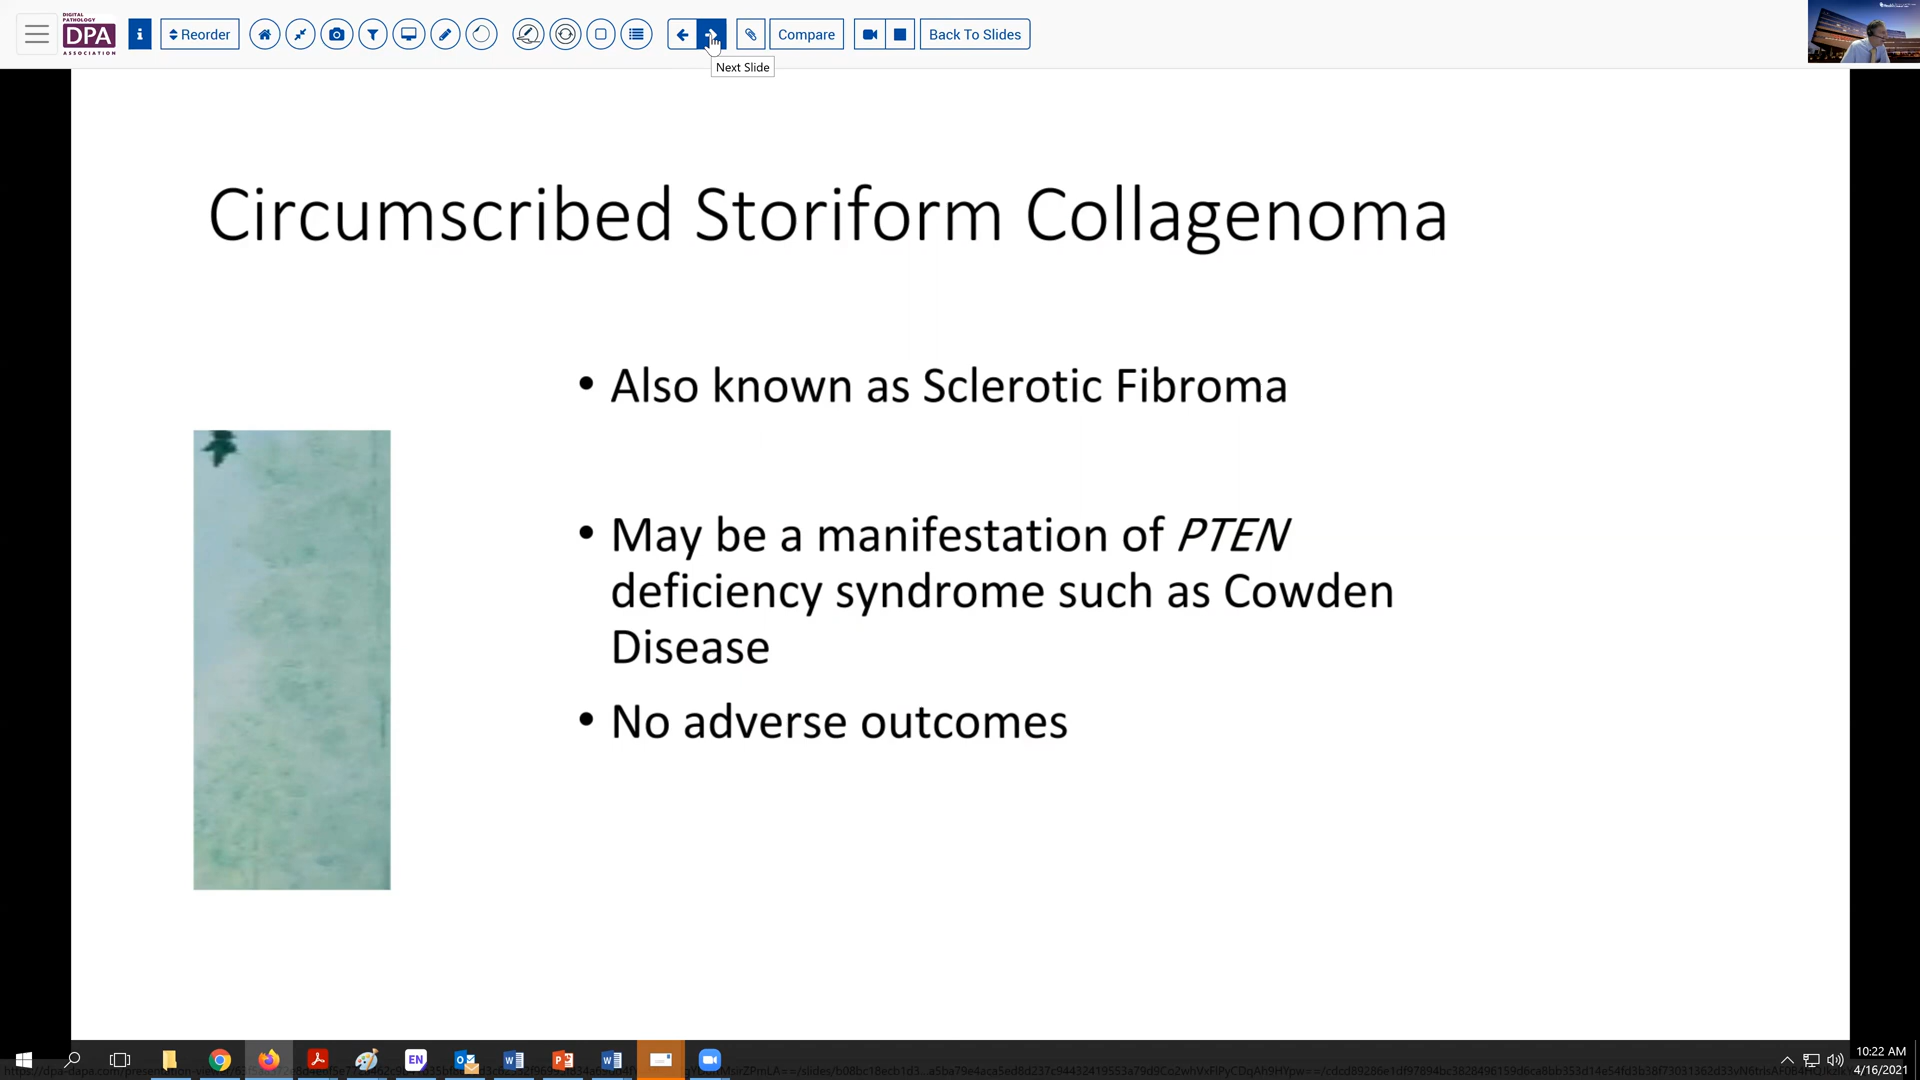 DIGITAL
PATHOLOGY
DPA
ASSOCIATION
i
Reorder
Compare
Back To Slides
Next Slide
Circumscribed Storiform Collagenoma
• Also known as Sclerotic Fibroma
• May be a manifestation of PTEN
deficiency syndrome such as Cowden
Disease
• No adverse outcomes
EN
10:22 AM
4/16/2021